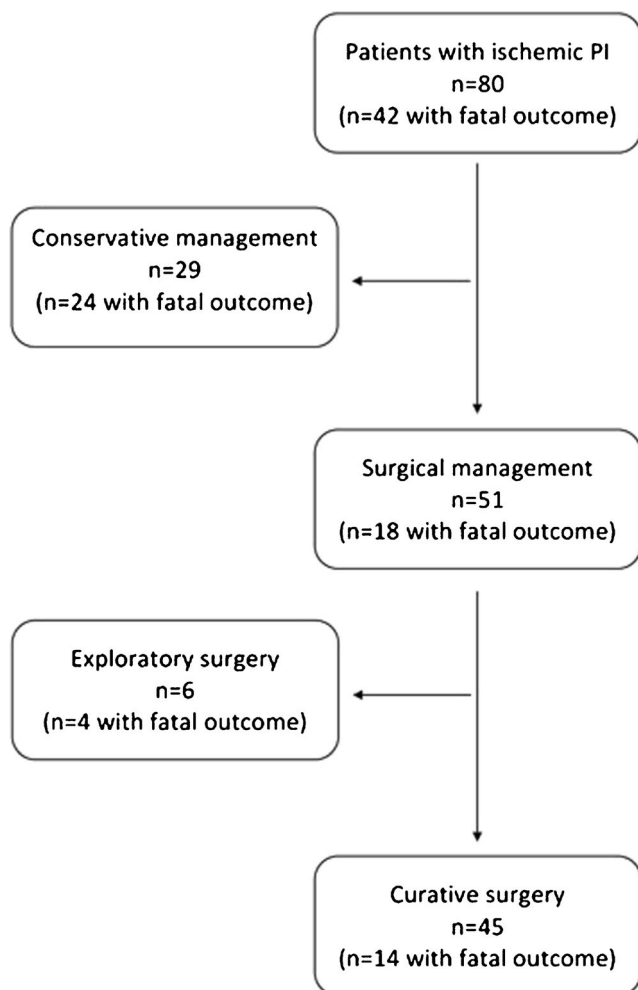 Patients with ischemic PI
n=80
(n=42 with fatal outcome)
Conservative management
n=29
(n=24 with fatal outcome)
Surgical management
n=51
(n=18 with fatal outcome)
Exploratory surgery
n=6
(n=4 with fatal outcome)
Curative surgery
n=45
(n=14 with fatal outcome)